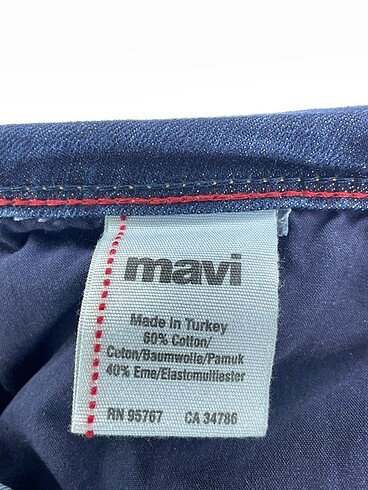 mavi
Made in Turkey
60% Cotton/
Coton/Baumwolle/Pamuk
40% Eme/Elastomultiester
RN 95767 CA 34786